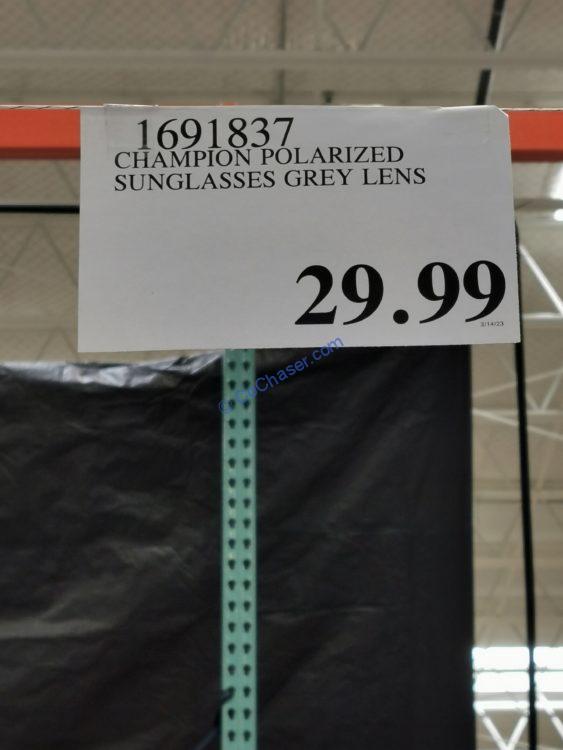 1691837
CHAMPION POLARIZED
SUNGLASSES GREY LENS
29.99
3/14/23
© CoChaser.com